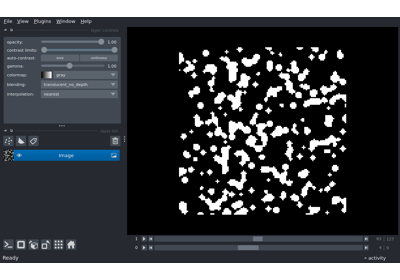 File View Plugins Window Help
opacity: 1.00
contrast limits:
auto-contrast: once continuous
gamma: 1.00
colormap: gray
blending: translucent_no_depth
interpolation: nearest
image
1
0
Ready
activity